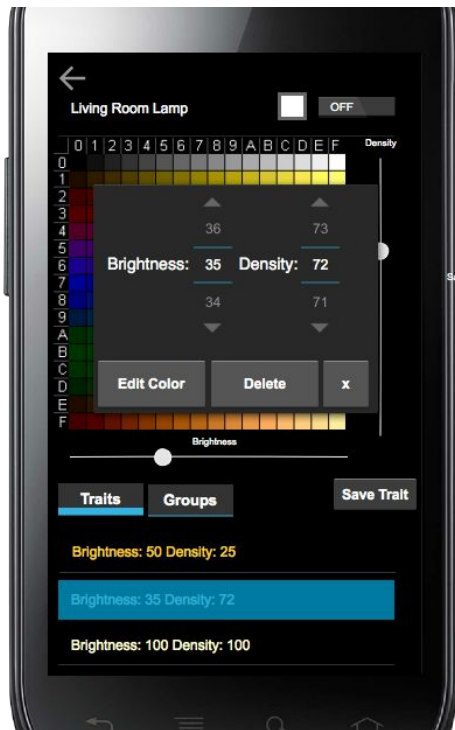 Living Room Lamp
OFF
0 1 2 3 4 5 6 7 8 9 A B C D E F
Density
0
1
2
3
4
5
6
7
8
9
A
B
C
D
E
F
36
73
Brightness: 35 Density: 72
34
71
Edit Color
Delete
x
Brightness
Traits
Groups
Save Trait
Brightness: 50 Density: 25
Brightness: 35 Density: 72
Brightness: 100 Density: 100